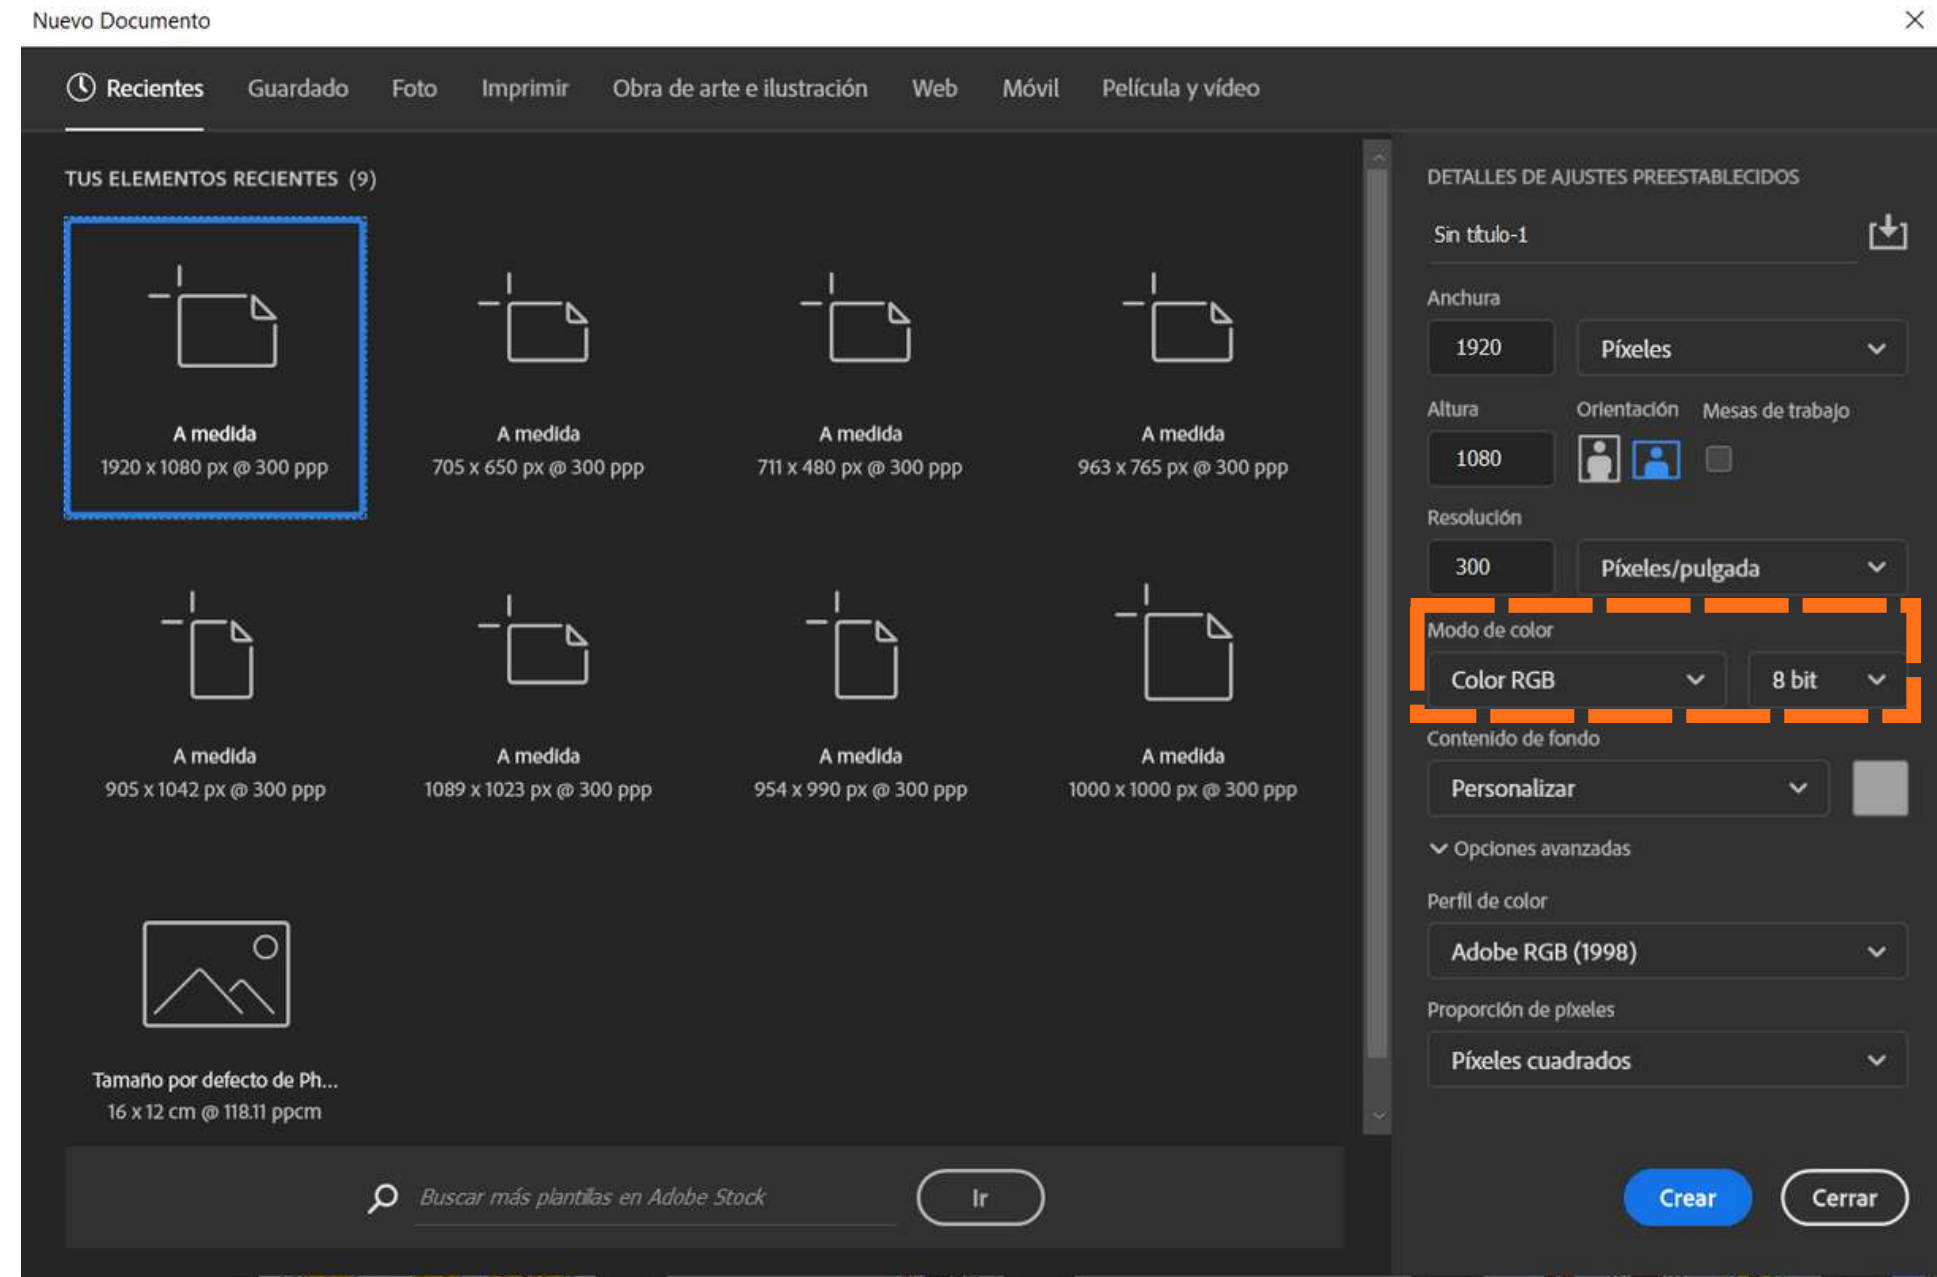 Nuevo Documento
Recientes Guardado Foto Imprimir Obra de arte e ilustración Web Móvil Película y vídeo
TUS ELEMENTOS RECIENTES (9)
A medida
1920 x 1080 px @ 300 ppp
A medida
705 x 650 px @ 300 ppp
A medida
711 x 480 px @ 300 ppp
A medida
963 x 765 px @ 300 ppp
A medida
905 x 1042 px @ 300 ppp
A medida
1089 x 1023 px @ 300 ppp
A medida
954 x 990 px @ 300 ppp
A medida
1000 x 1000 px @ 300 ppp
Tamaño por defecto de Ph...
16 x 12 cm @ 118.11 ppcm
Buscar más plantillas en Adobe Stock
Ir
DETALLES DE AJUSTES PREESTABLECIDOS
Sin título-1
Anchura
1920 Píxeles
Altura Orientación Mesas de trabajo
1080
Resolución
300 Píxeles/pulgada
Modo de color
Color RGB 8 bit
Contenido de fondo
Personalizar
Opciones avanzadas
Perfil de color
Adobe RGB (1998)
Proporción de píxeles
Píxeles cuadrados
Crear Cerrar